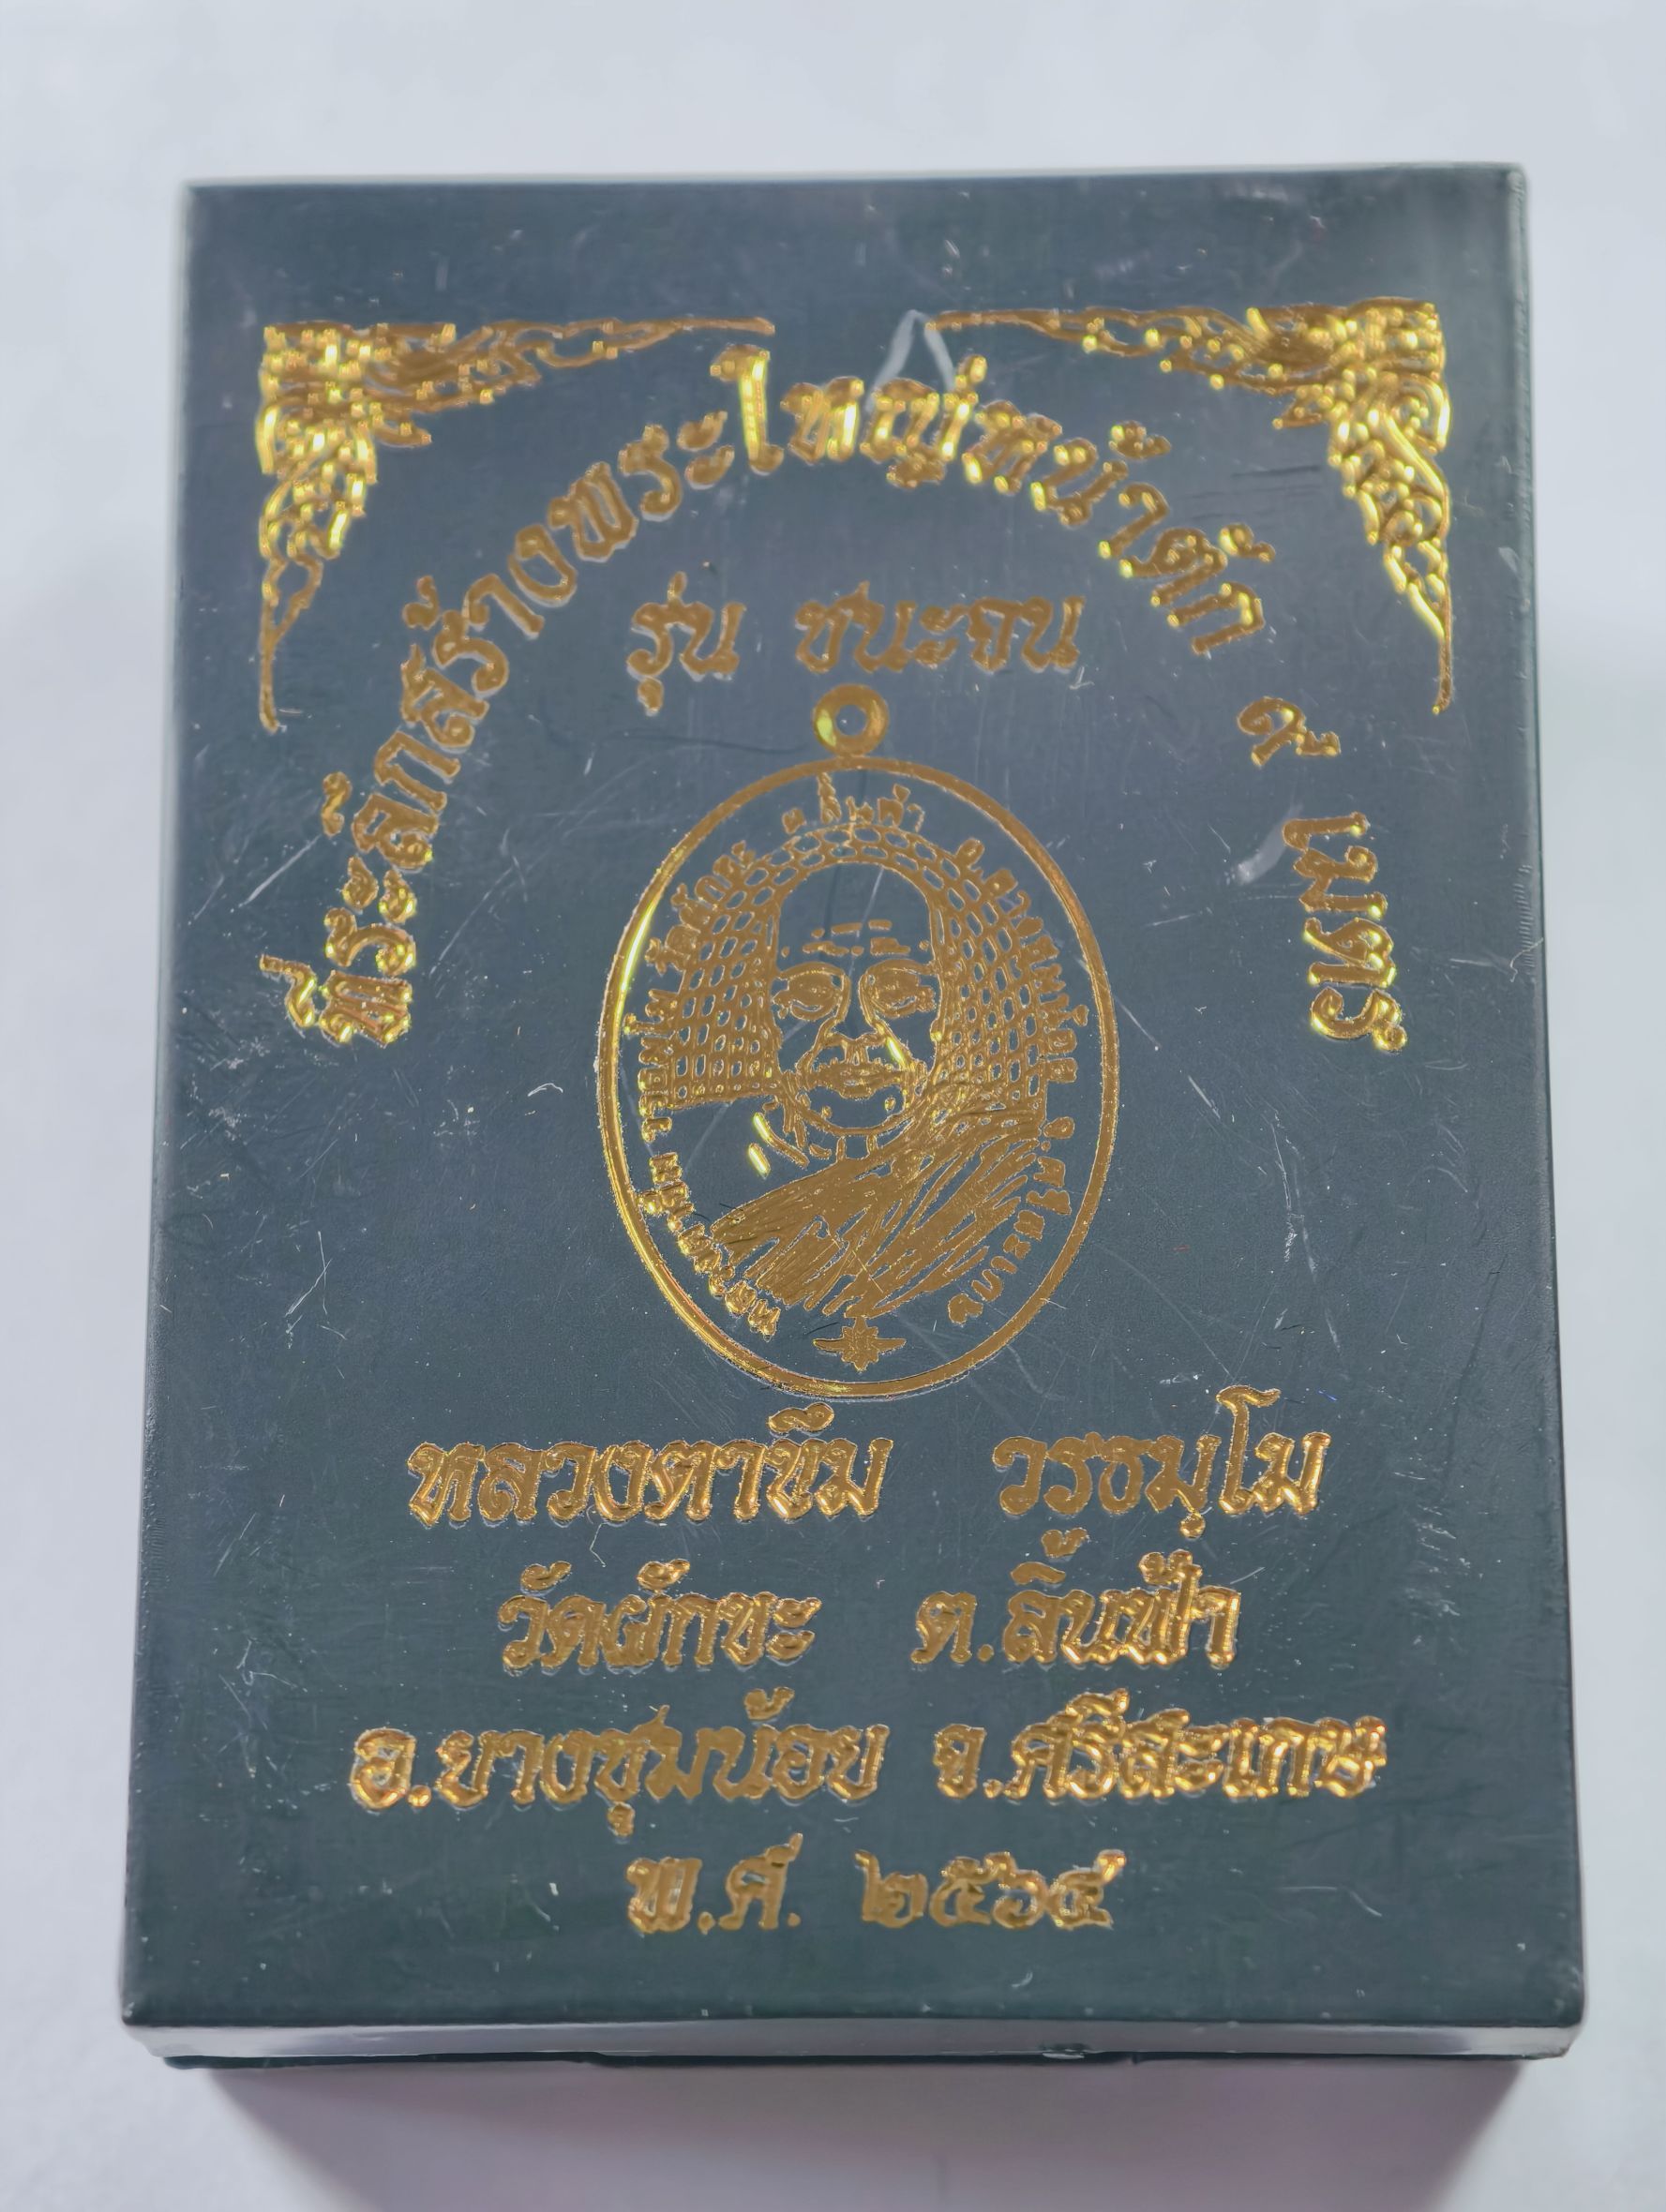 ที่ระลึกสร้างพระใหญ่หน้าตัก ๙ เมตร
รุ่น ชนะจน
หลวงตาขึม วรธมฺโม
วัดผักขะ ต.ลิ้นฟ้า
อ.ยางชุมน้อย จ.ศรีสะเกษ
พ.ศ. ๒๕๖๔